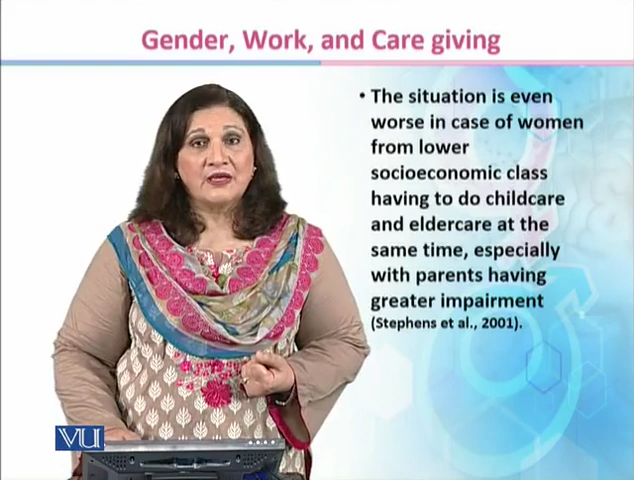 Gender, Work, and Care giving
• The situation is even
worse in case of women
from lower
socioeconomic class
having to do childcare
and eldercare at the
same time, especially
with parents having
greater impairment
(Stephens et al., 2001).
VU